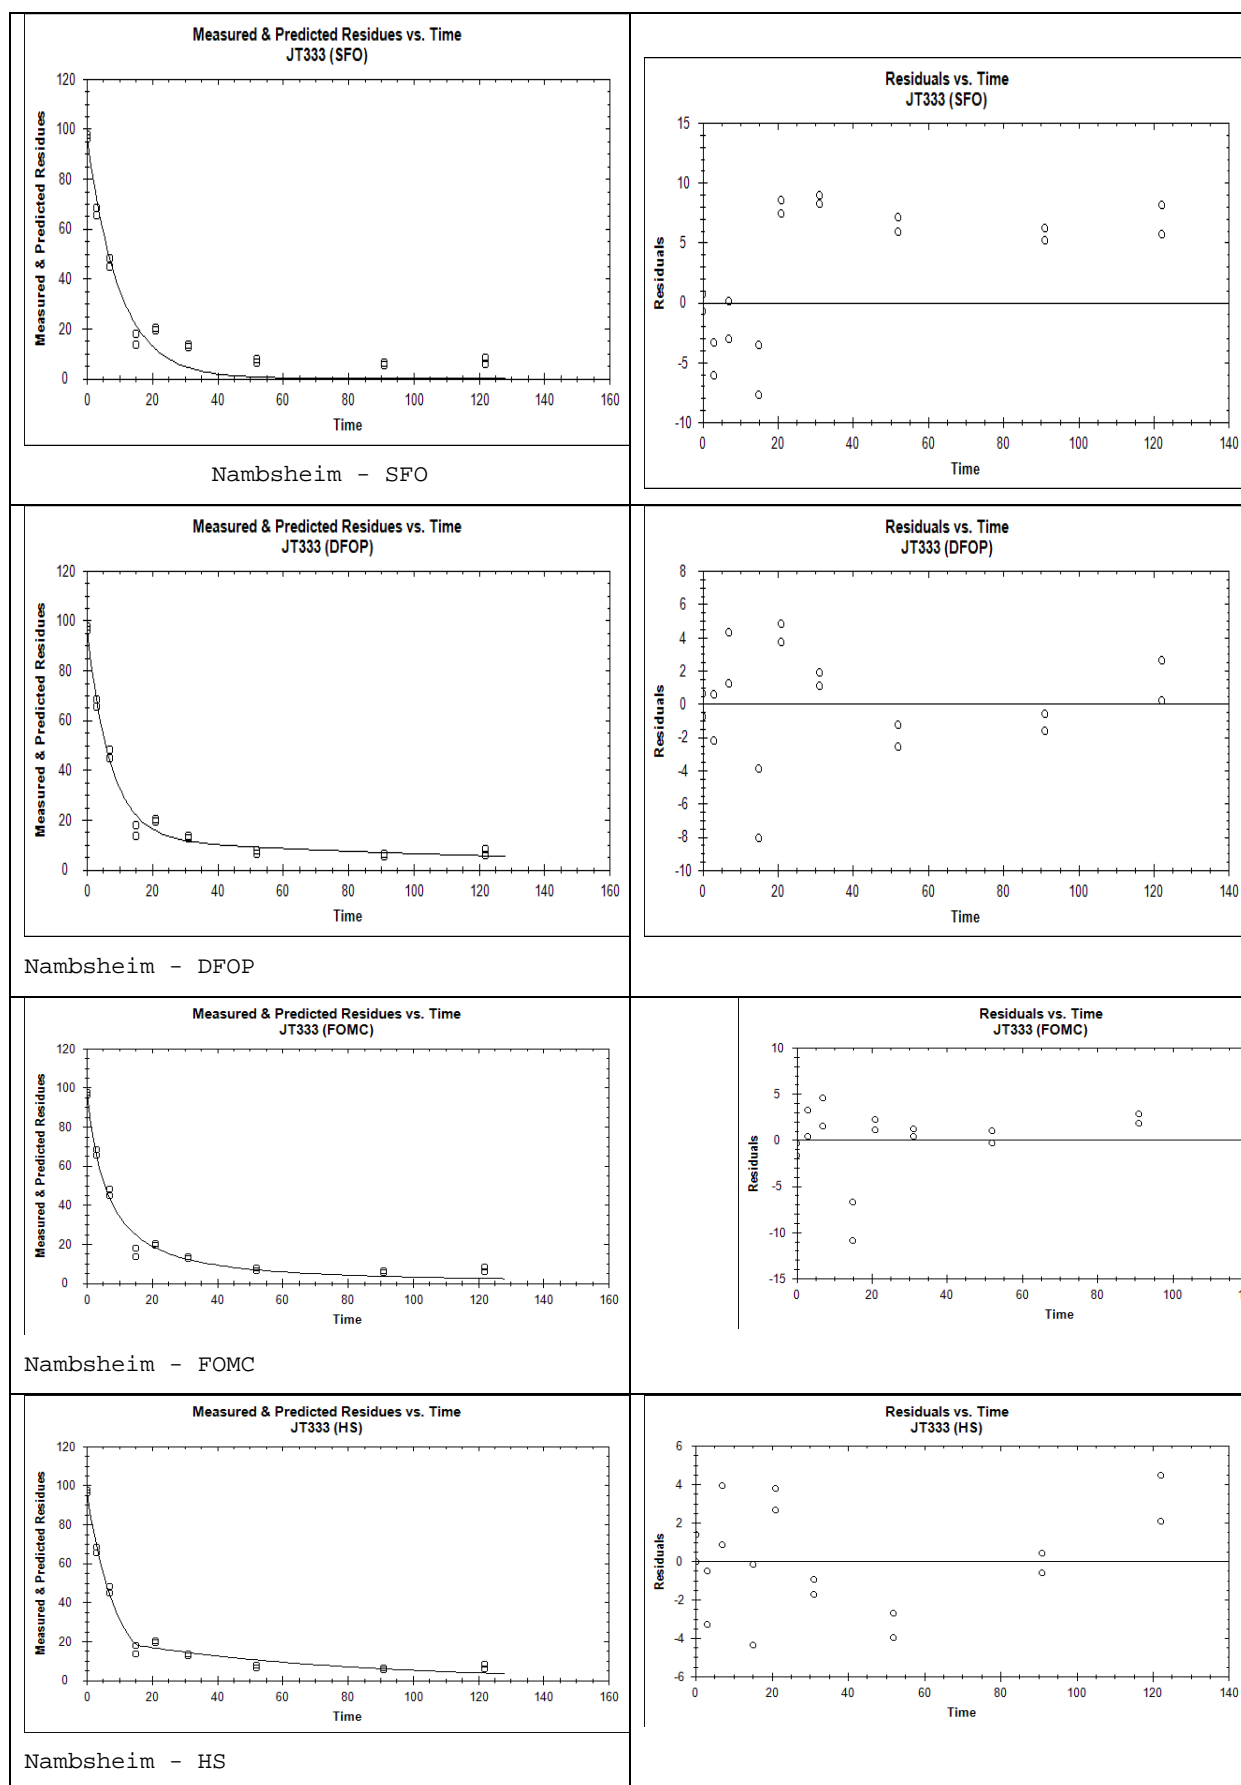 Measured & Predicted Residues vs. Time
JT333 (SFO)
Measured & Predicted Residues
120
100
80
60
40
20
0
0 20 40 60 80 100 120 140 160
Time
Nambsheim - SFO
Residuals vs. Time
JT333 (SFO)
Residuals
15
10
5
0
-5
-10
0 20 40 60 80 100 120 140
Time
Measured & Predicted Residues vs. Time
JT333 (DFOP)
Measured & Predicted Residues
120
100
80
60
40
20
0
0 20 40 60 80 100 120 140 160
Time
Nambsheim - DFOP
Residuals vs. Time
JT333 (DFOP)
Residuals
8
6
4
2
0
-2
-4
-6
-8
-10
0 20 40 60 80 100 120 140
Time
Measured & Predicted Residues vs. Time
JT333 (FOMC)
Measured & Predicted Residues
120
100
80
60
40
20
0
0 20 40 60 80 100 120 140 160
Time
Nambsheim - FOMC
Residuals vs. Time
JT333 (FOMC)
Residuals
10
5
0
-5
-10
-15
0 20 40 60 80 100
Time
Measured & Predicted Residues vs. Time
JT333 (HS)
Measured & Predicted Residues
120
100
80
60
40
20
0
0 20 40 60 80 100 120 140 160
Time
Nambsheim - HS
Residuals vs. Time
JT333 (HS)
Residuals
6
4
2
0
-2
-4
-6
0 20 40 60 80 100 120 140
Time